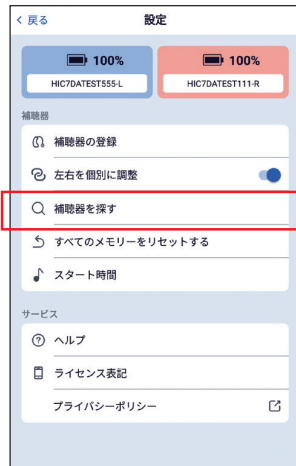 戻る 設定
100% 100%
HIC7DATEST555-L HIC7DATEST111-R
補聴器
補聴器の登録
左右を個別に調整
補聴器を探す
すべてのメモリーをリセットする
スタート時間
サービス
ヘルプ
ライセンス表記
プライバシーポリシー